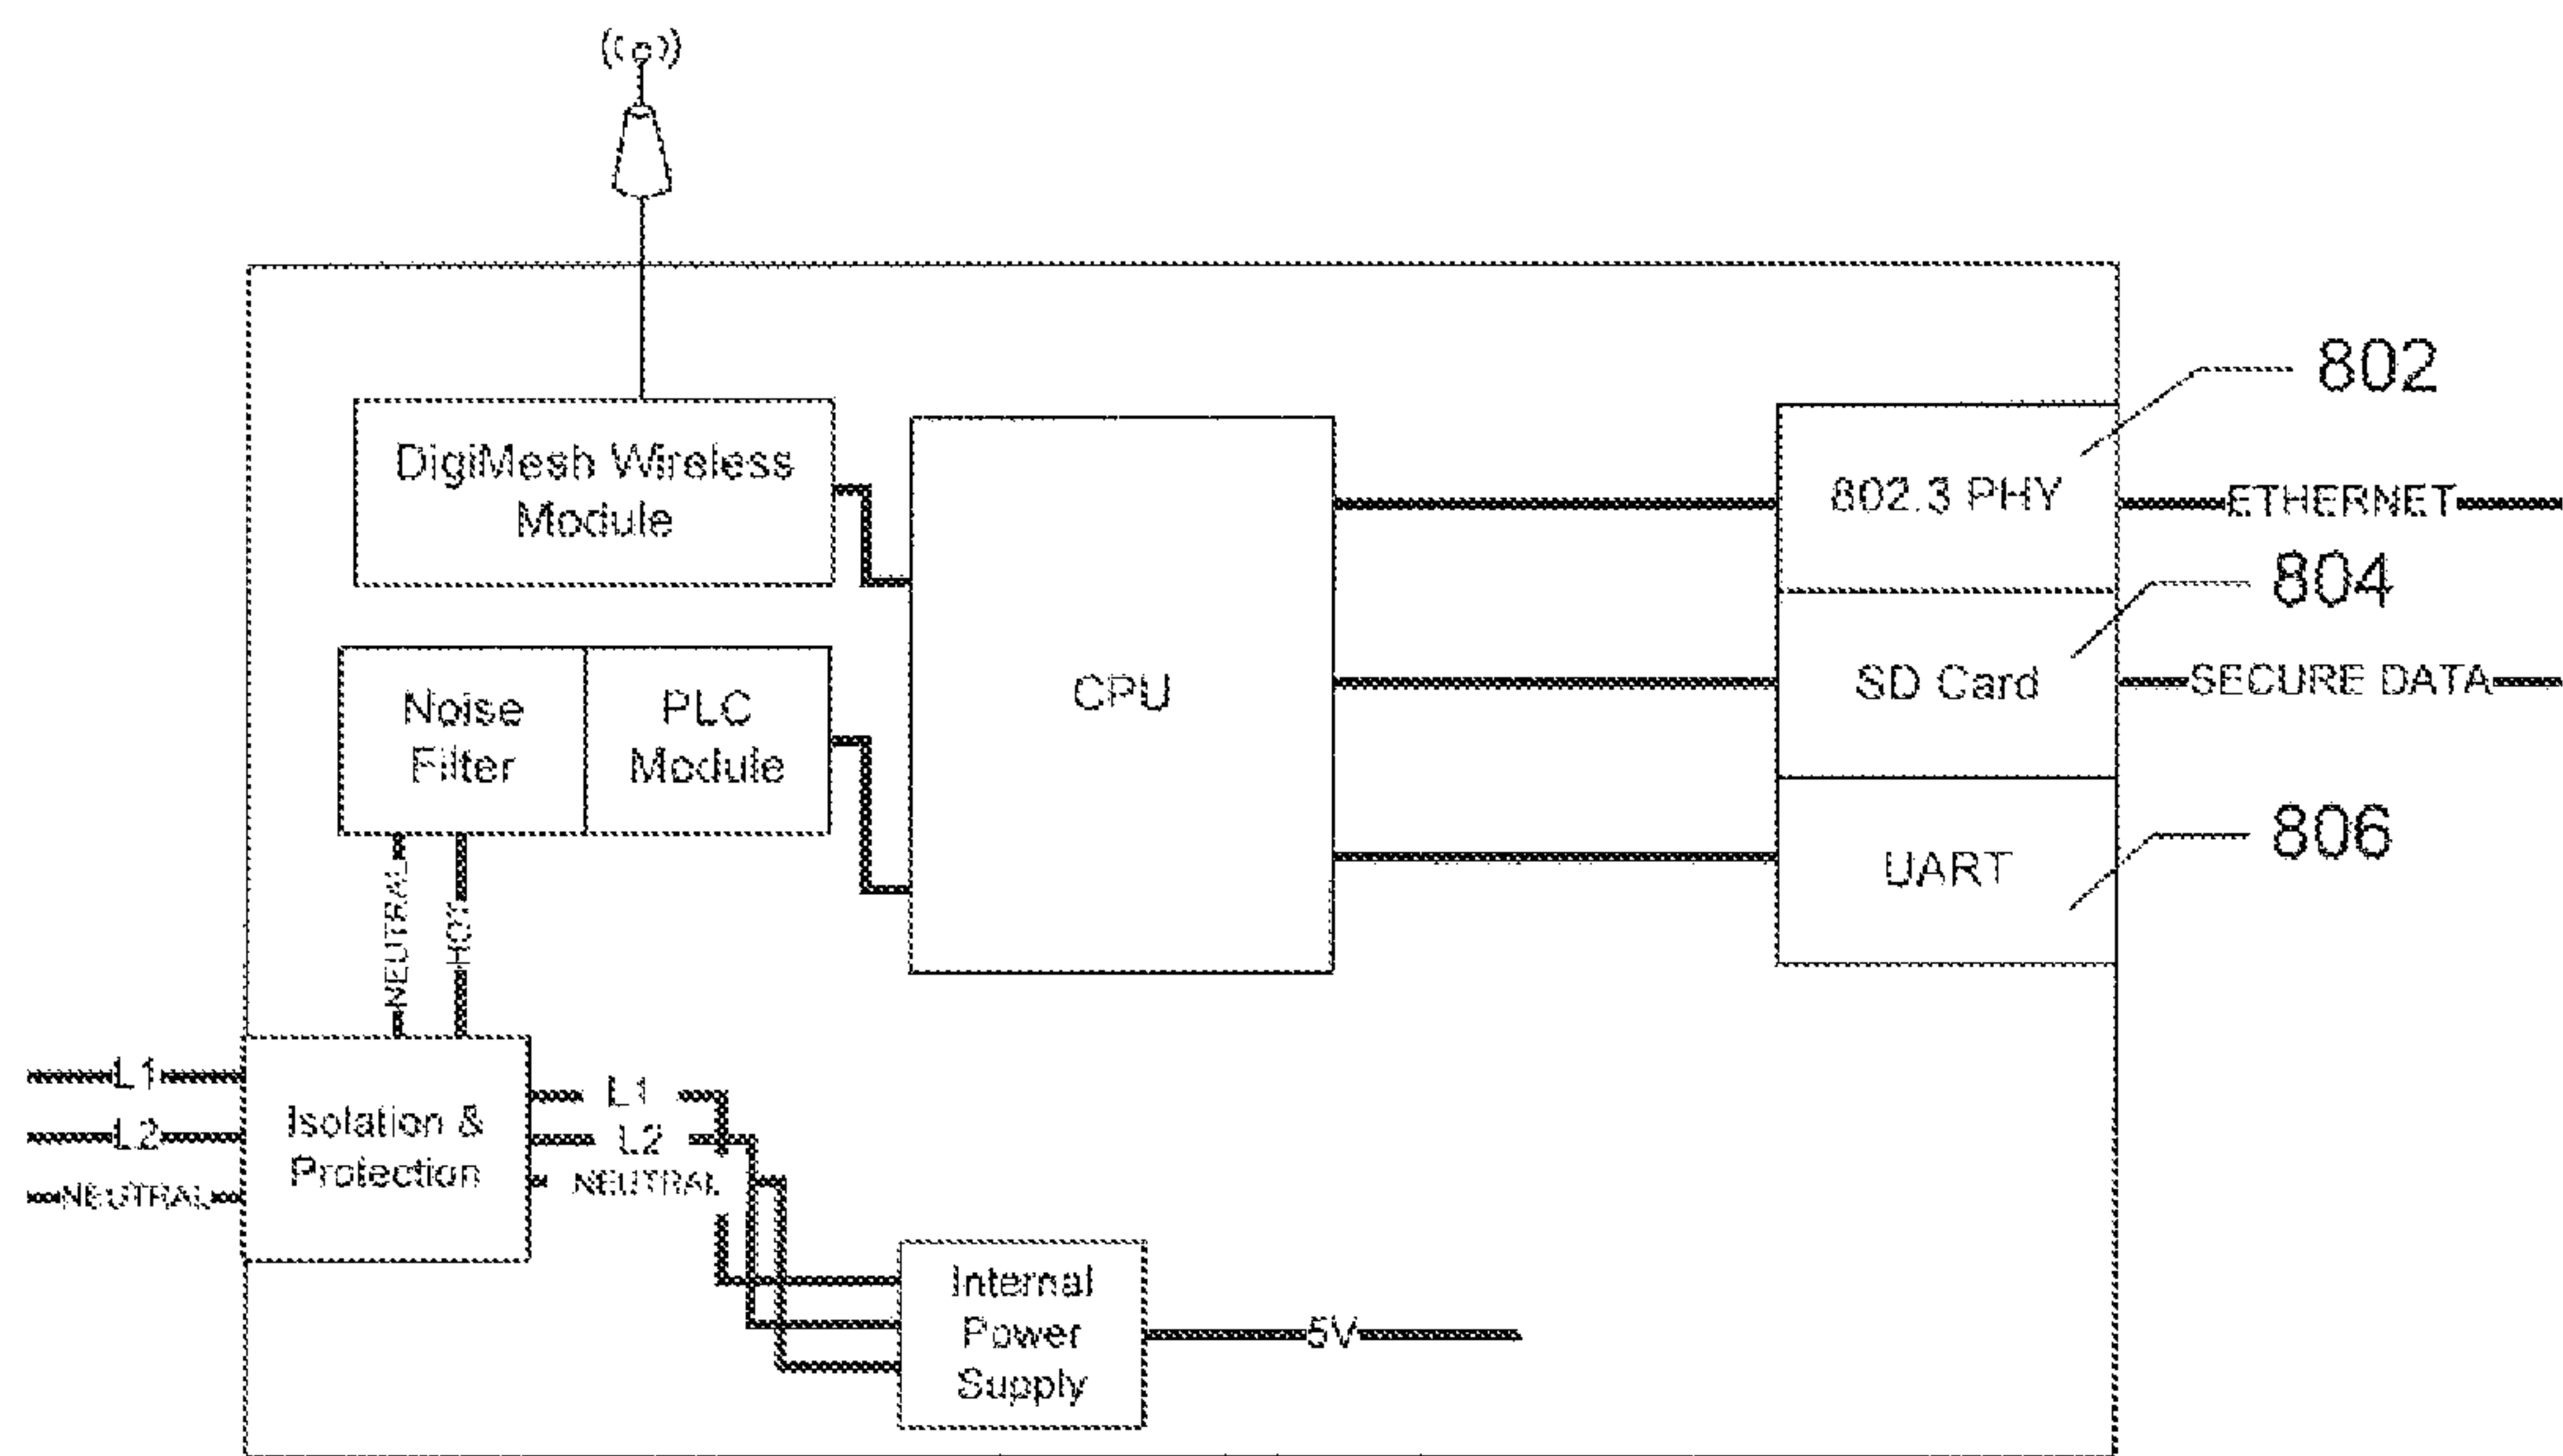 802
DigiMesh Wireless
Module
802.3 PHY
ETHERNET
804
CPU
SD Card
SECURE DATA
Noise
Filter
PLC
Module
806
UART
NEUTRAL
HOT
L1
L2
NEUTRAL
Isolation &
Protection
L1
L2
NEUTRAL
Internal
Power
Supply
5V